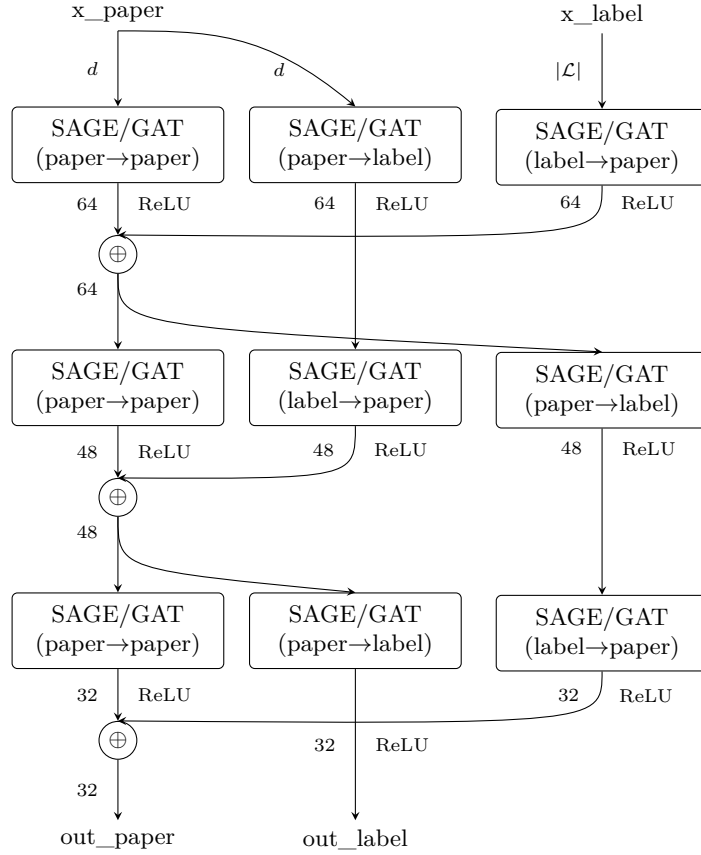 x_paper
x_label
d
d
|ℒ|
SAGE/GAT
(paper→paper)
SAGE/GAT
(paper→label)
SAGE/GAT
(label→paper)
64
ReLU
64
ReLU
64
ReLU
⊕
64
SAGE/GAT
(paper→paper)
SAGE/GAT
(label→paper)
SAGE/GAT
(paper→label)
48
ReLU
48
ReLU
48
ReLU
⊕
48
SAGE/GAT
(paper→paper)
SAGE/GAT
(paper→label)
SAGE/GAT
(label→paper)
32
ReLU
32
ReLU
⊕
32
ReLU
32
out_paper
out_label